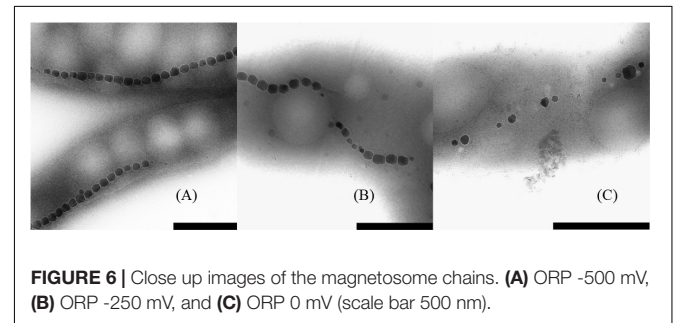 (A) (B) (C)
FIGURE 6 | Close up images of the magnetosome chains. (A) ORP -500 mV,
(B) ORP -250 mV, and (C) ORP 0 mV (scale bar 500 nm).